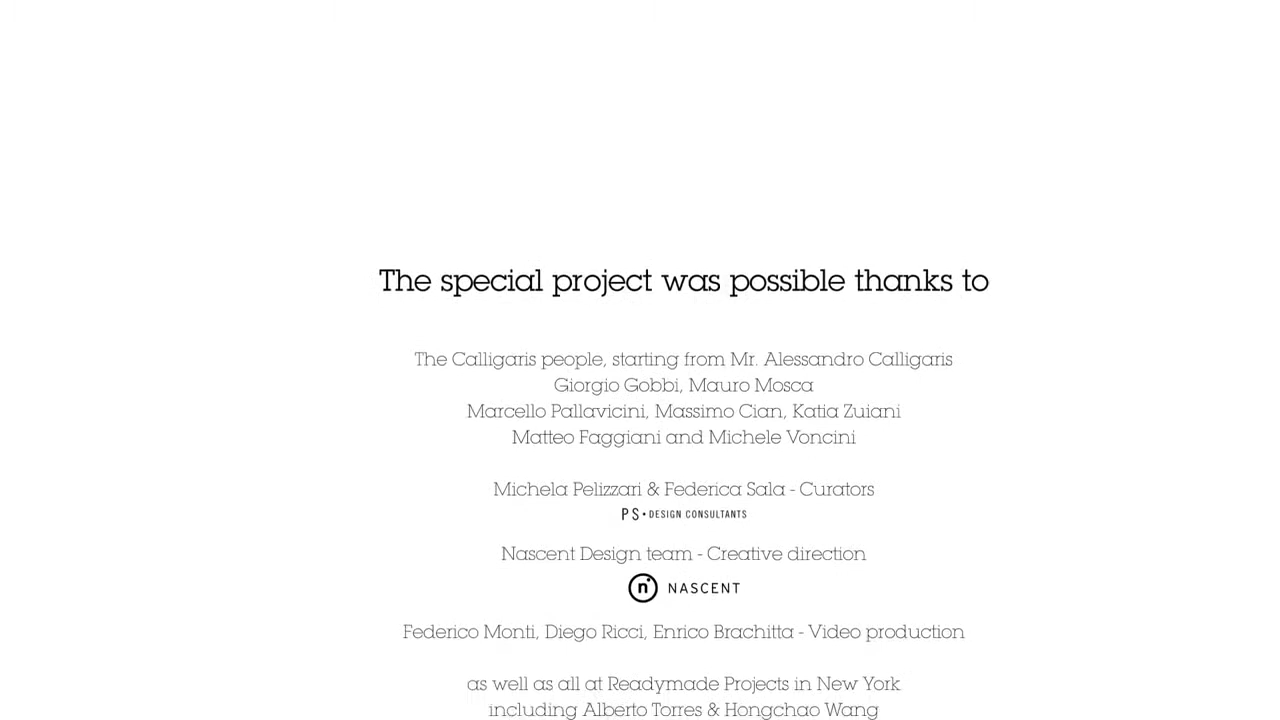 The special project was possible thanks to
The Calligaris people, starting from Mr. Alessandro Calligaris
Giorgio Gobbi, Mauro Mosca
Marcello Pallavicini, Massimo Cian, Katia Zuiani
Matteo Faggiani and Michele Voncini
Michela Pelizzari & Federica Sala - Curators
PS•DESIGN CONSULTANTS
Nascent Design team - Creative direction
n NASCENT
Federico Monti, Diego Ricci, Enrico Brachitta - Video production
as well as all at Readymade Projects in New York
including Alberto Torres & Hongchao Wang